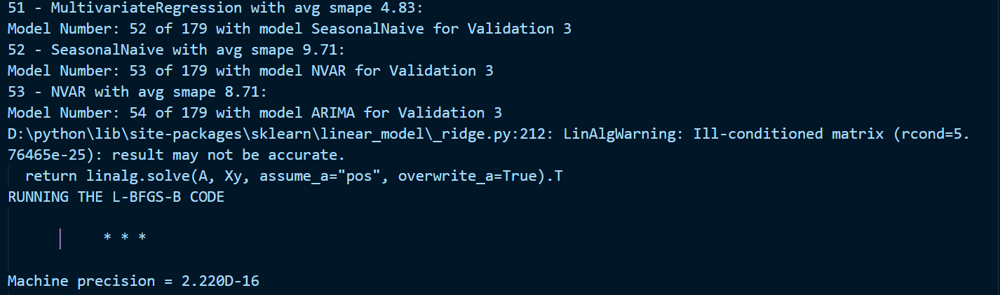 51 - MultivariateRegression with avg smape 4.83:
Model Number: 52 of 179 with model SeasonalNaive for Validation 3
52 - SeasonalNaive with avg smape 9.71:
Model Number: 53 of 179 with model NVAR for Validation 3
53 - NVAR with avg smape 8.71:
Model Number: 54 of 179 with model ARIMA for Validation 3
D:\python\lib\site-packages\sklearn\linear_model\_ridge.py:212: LinAlgWarning: Ill-conditioned matrix (rcond=5.
76465e-25): result may not be accurate.
  return linalg.solve(A, Xy, assume_a="pos", overwrite_a=True).T
RUNNING THE L-BFGS-B CODE
* * *
Machine precision = 2.220D-16